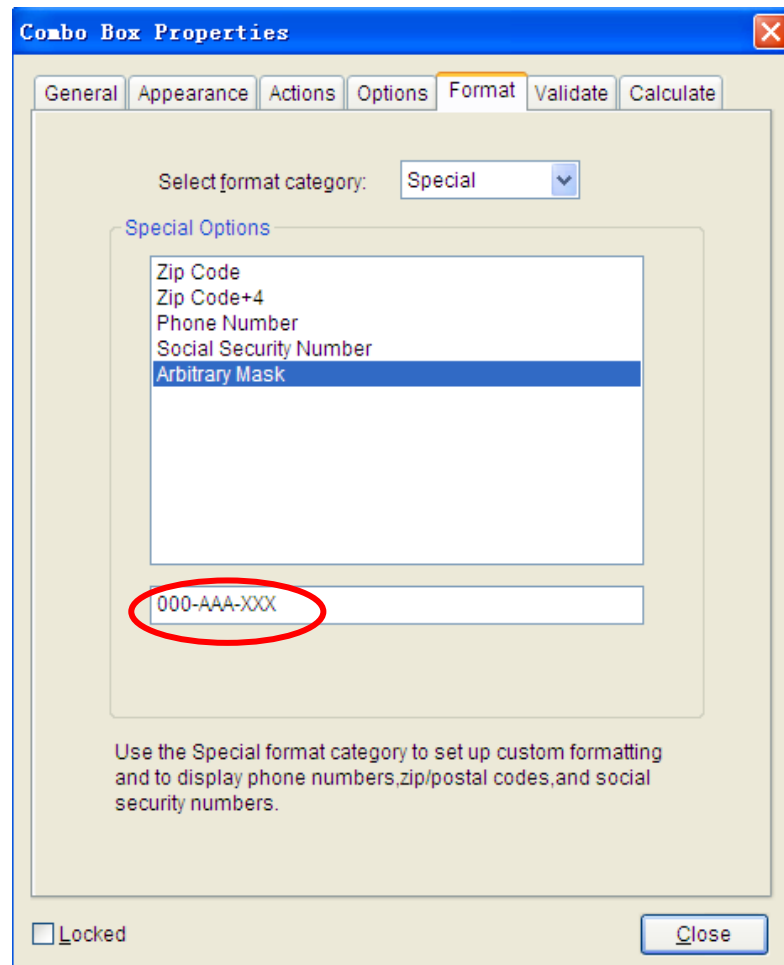 Combo Box Properties
General Appearance Actions Options Format Validate Calculate
Select format category: Special
Special Options
Zip Code
Zip Code+4
Phone Number
Social Security Number
Arbitrary Mask
000-AAA-XXX
Use the Special format category to set up custom formatting
and to display phone numbers,zip/postal codes,and social
security numbers.
Locked Close